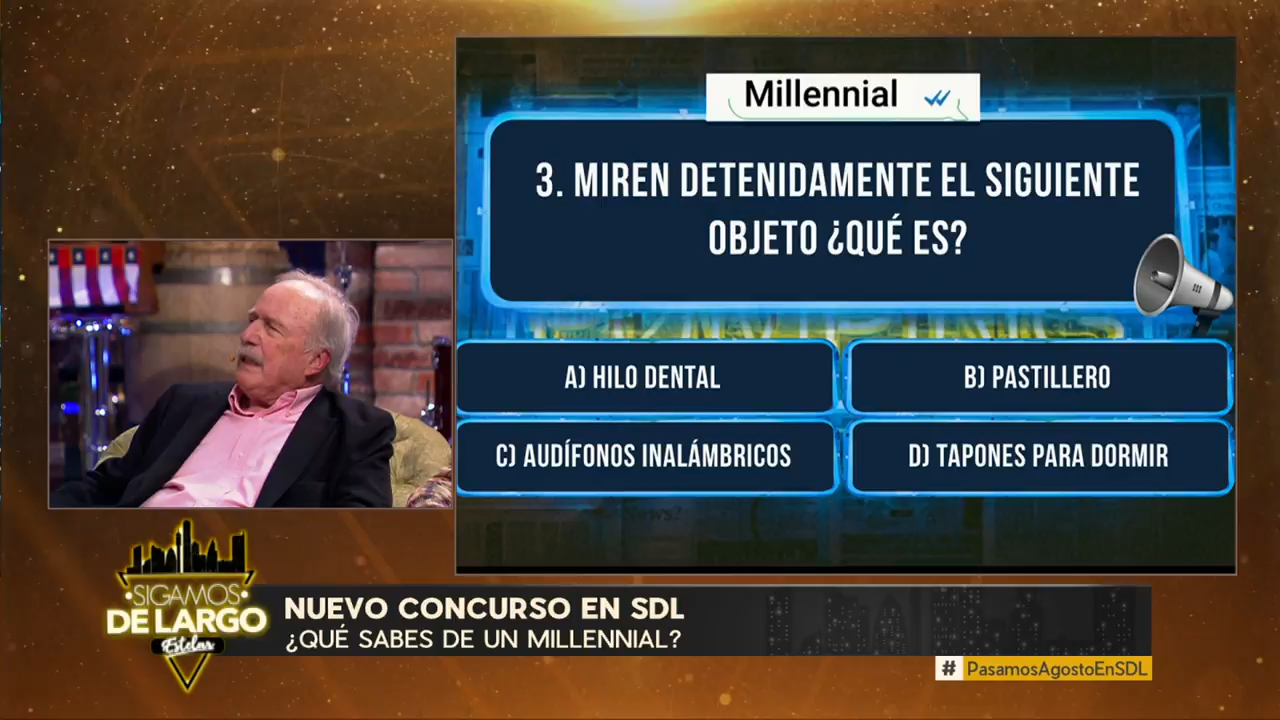 Millennial
3. MIREN DETENIDAMENTE EL SIGUIENTE
OBJETO ¿QUÉ ES?
A) HILO DENTAL
B) PASTILLERO
C) AUDÍFONOS INALÁMBRICOS
D) TAPONES PARA DORMIR
•SIGAMOS•
DE LARGO
Estelar
NUEVO CONCURSO EN SDL
¿QUÉ SABES DE UN MILLENNIAL?
# PasamosAgostoEnSDL